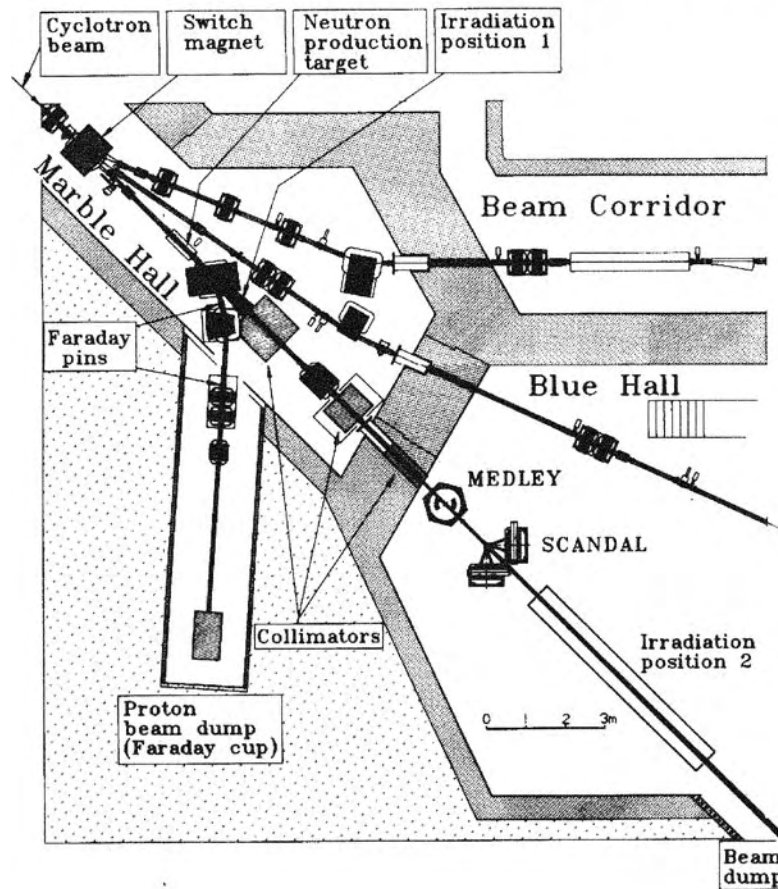 Cyclotron
beam
Switch
magnet
Neutron
production
target
Irradiation
position 1
Marble Hall
Beam Corridor
Faraday
pins
Blue Hall
MEDLEY
SCANDAL
Collimators
Irradiation
position 2
0 1 2 3m
Proton
beam dump
(Faraday cup)
Beam
dump